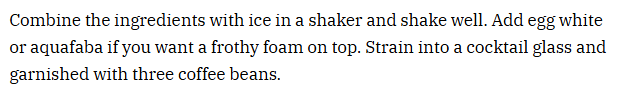 Combine the ingredients with ice in a shaker and shake well. Add egg white
or aquafaba if you want a frothy foam on top. Strain into a cocktail glass and
garnished with three coffee beans.